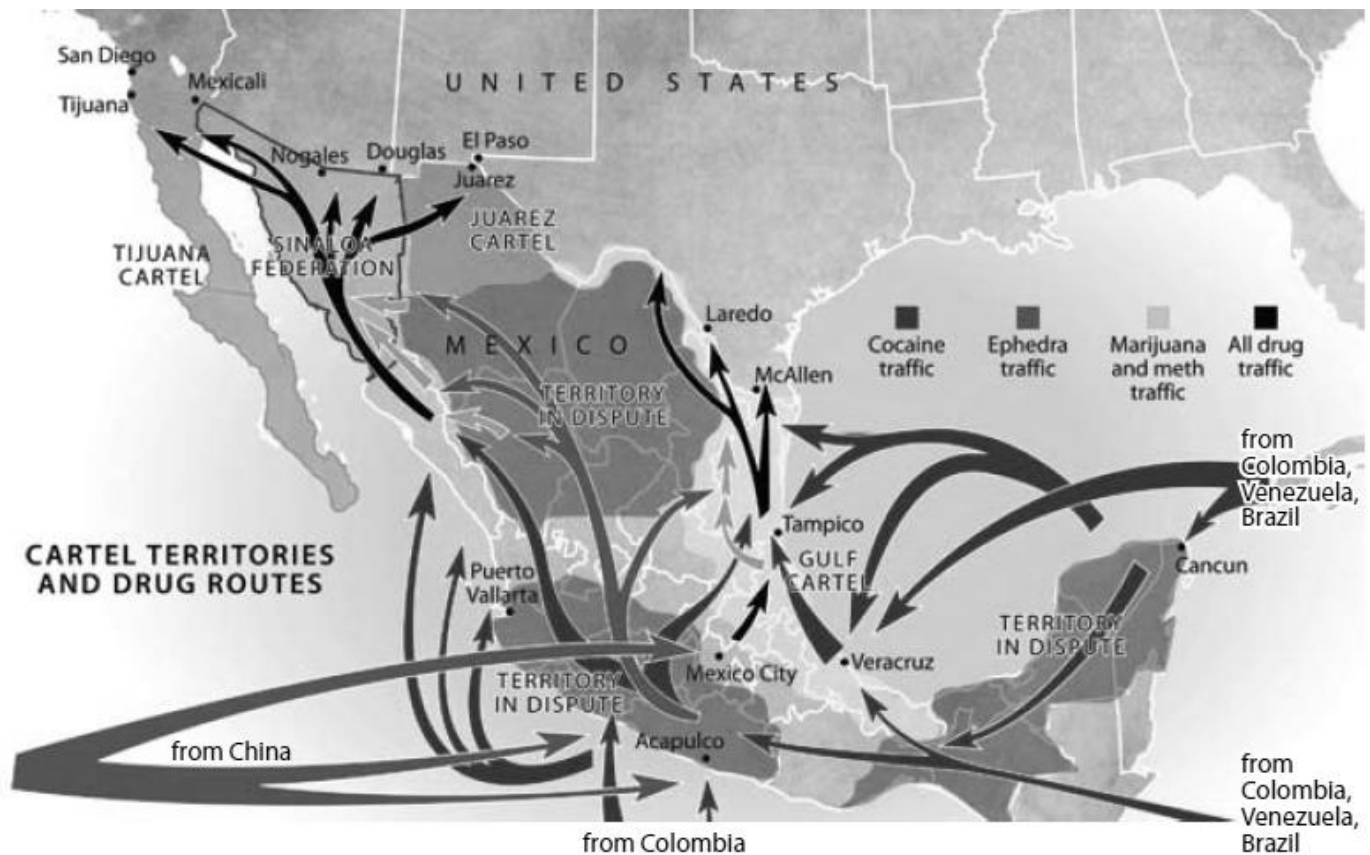 San Diego
Mexicali
Tijuana
UNITED STATES
El Paso
Nogales
Douglas
Juarez
JUAREZ
CARTEL
TIJUANA
CARTEL
SINALOA
FEDERATION
Laredo
MEXICO
McAllen
TERRITORY
IN DISPUTE
Cocaine
traffic
Ephedra
traffic
Marijuana
and meth
traffic
All drug
traffic
from
Colombia,
Venezuela,
Brazil
Tampico
CARTEL TERRITORIES
AND DRUG ROUTES
GULF
CARTEL
Cancun
Puerto
Vallarta
TERRITORY
IN DISPUTE
Mexico City
Veracruz
TERRITORY
IN DISPUTE
from China
Acapulco
from
Colombia,
Venezuela,
Brazil
from Colombia